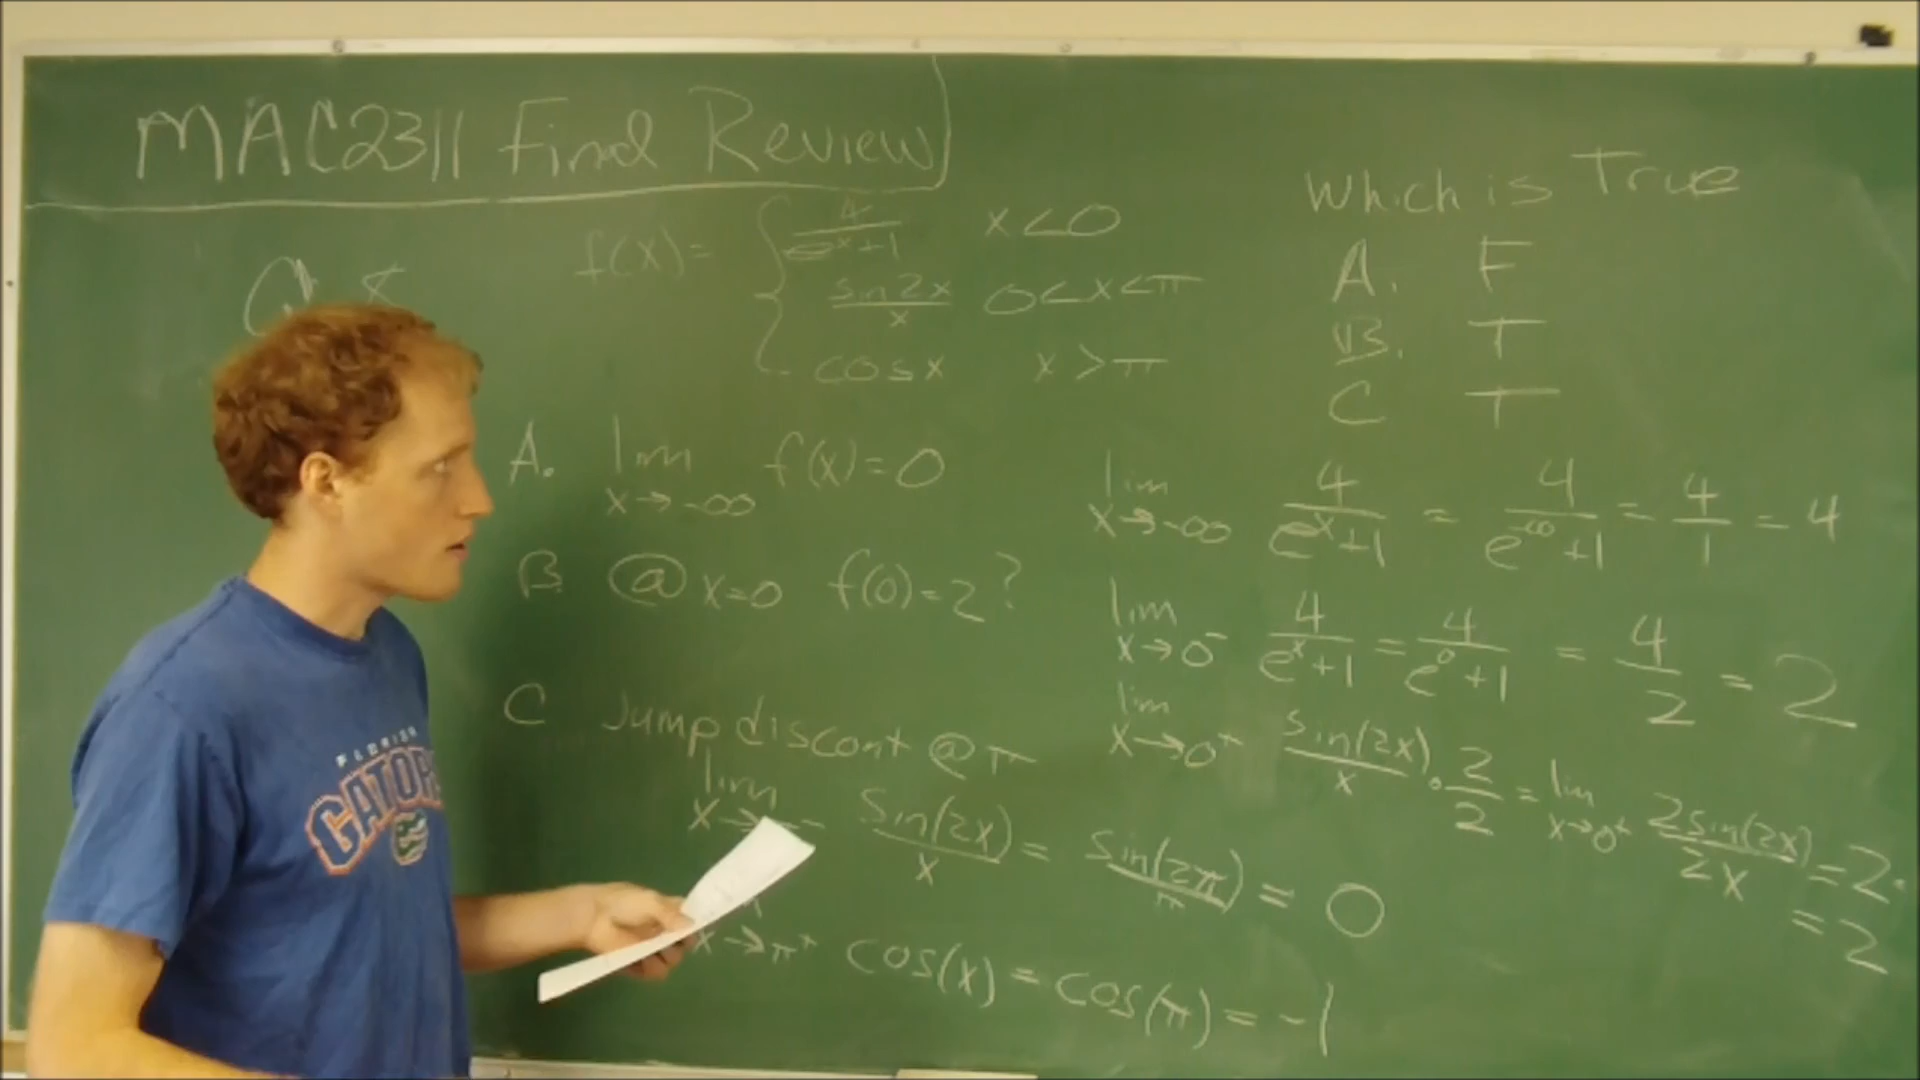 MAC2311 Final Review
f(x) = { 4/(e^x+1) x<0
sin2x/x 0<x<π
cosx x>π
Which is True
A. F
B. T
C T
A. lim x→-∞ f(x)=0
B. @ x=0 f(0)=2?
C Jump discont @ π
lim x→ - sin(2x)/x = sin(2π)/π = 0
x→π+ cos(x) = cos(π) = -1
lim x→-∞ 4/(e^x+1) = 4/(e^-∞+1) = 4/1 = 4
lim x→0- 4/(e^x+1) = 4/(e^0+1) = 4/2 = 2
lim x→0+ sin(2x)/x · 2/2 = lim x→0+ 2sin(2x)/2x = 2·
= 2
FLORIDA
GATORS